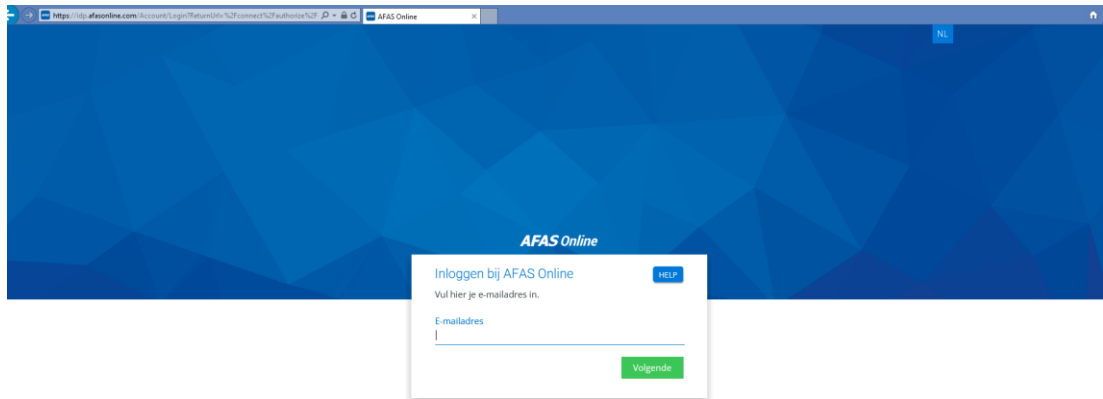 https://idp.afasonline.com/Account/Login?ReturnUrl=%2Fconnect%2Fauthorize%2F
AFAS Online
NL
AFAS Online
Inloggen bij AFAS Online
HELP
Vul hier je e-mailadres in.
E-mailadres
Volgende